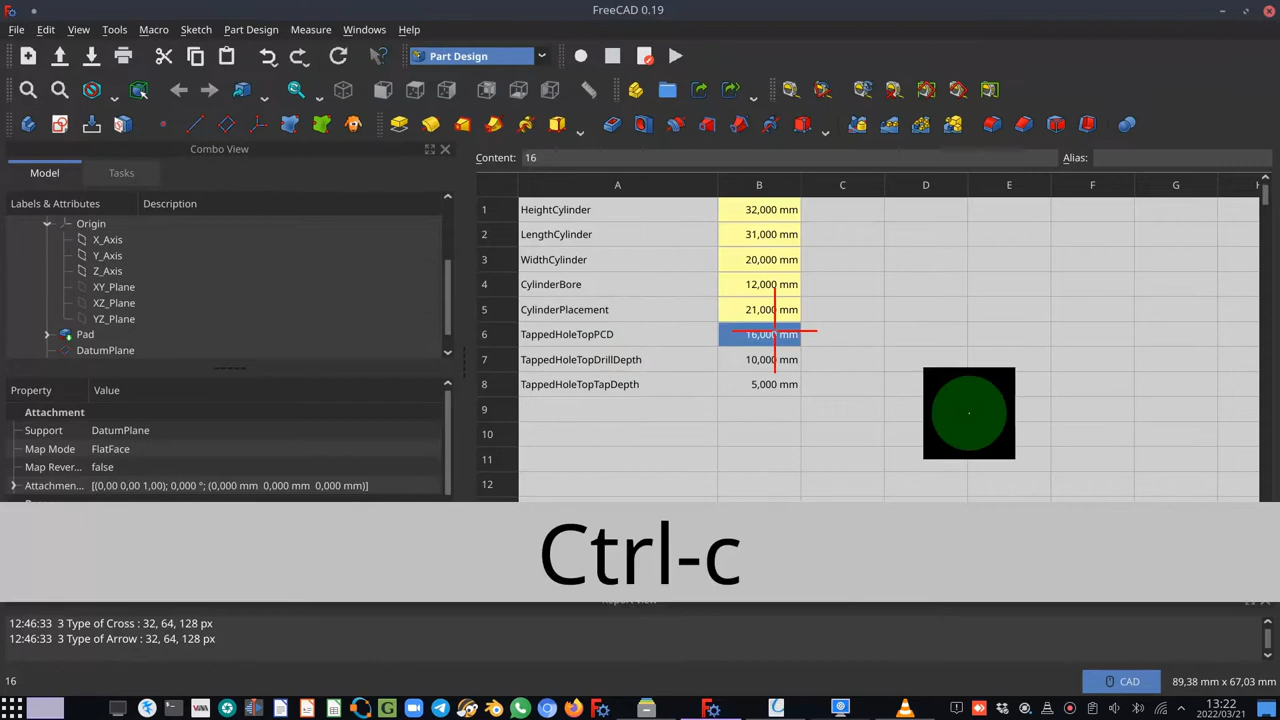 FreeCAD 0.19
File Edit View Tools Macro Sketch Part Design Measure Windows Help
Part Design
Combo View
Model Tasks
Labels & Attributes Description
Origin
X_Axis
Y_Axis
Z_Axis
XY_Plane
XZ_Plane
YZ_Plane
Pad
DatumPlane
Property Value
Attachment
Support DatumPlane
Map Mode FlatFace
Map Rever... false
Attachmen... [(0,00 0,00 1,00); 0,000 °; (0,000 mm 0,000 mm 0,000 mm)]
Content: 16 Alias:
A B C D E F G
1 HeightCylinder 32,000 mm
2 LengthCylinder 31,000 mm
3 WidthCylinder 20,000 mm
4 CylinderBore 12,000 mm
5 CylinderPlacement 21,000 mm
6 TappedHoleTopPCD 16,000 mm
7 TappedHoleTopDrillDepth 10,000 mm
8 TappedHoleTopTapDepth 5,000 mm
9
10
11
12
Ctrl-c
12:46:33 3 Type of Cross : 32, 64, 128 px
12:46:33 3 Type of Arrow : 32, 64, 128 px
16 CAD 89,38 mm x 67,03 mm
13:22
2022/03/21